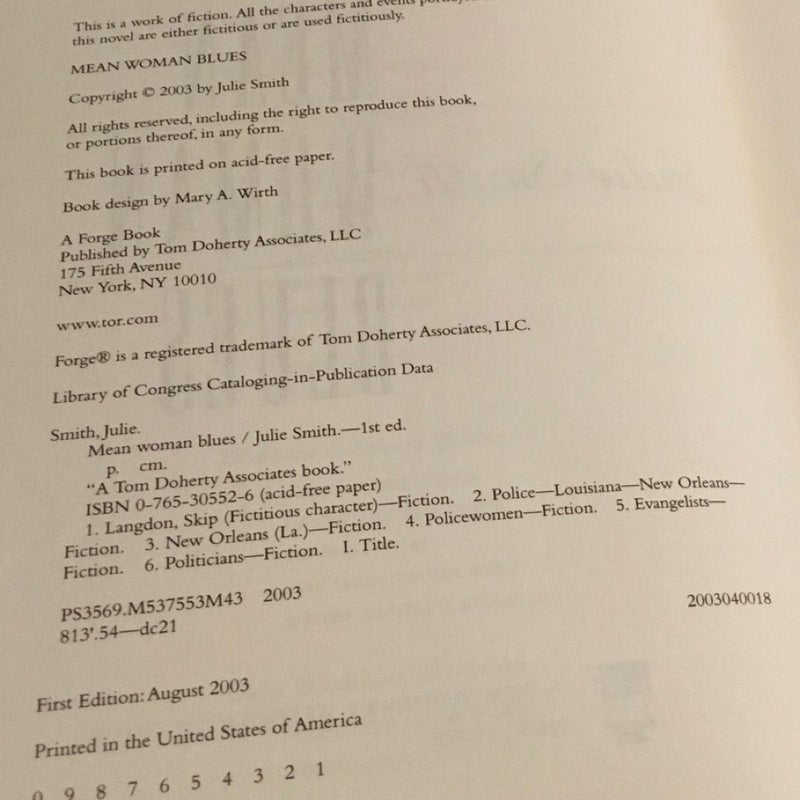 This is a work of fiction. All the characters and events
this novel are either fictitious or are used fictitiously.
MEAN WOMAN BLUES
Copyright © 2003 by Julie Smith
All rights reserved, including the right to reproduce this book,
or portions thereof, in any form.
This book is printed on acid-free paper.
Book design by Mary A. Wirth
A Forge Book
Published by Tom Doherty Associates, LLC
175 Fifth Avenue
New York, NY 10010
www.tor.com
Forge® is a registered trademark of Tom Doherty Associates, LLC.
Library of Congress Cataloging-in-Publication Data
Smith, Julie.
Mean woman blues / Julie Smith.—1st ed.
p. cm.
“A Tom Doherty Associates book.”
ISBN 0-765-30552-6 (acid-free paper)
1. Langdon, Skip (Fictitious character)—Fiction. 2. Police—Louisiana—New Orleans—
Fiction. 3. New Orleans (La.)—Fiction. 4. Policewomen—Fiction. 5. Evangelists—
Fiction. 6. Politicians—Fiction. I. Title.
PS3569.M537553M43 2003
813'.54—dc21 2003040018
First Edition: August 2003
Printed in the United States of America
0 9 8 7 6 5 4 3 2 1